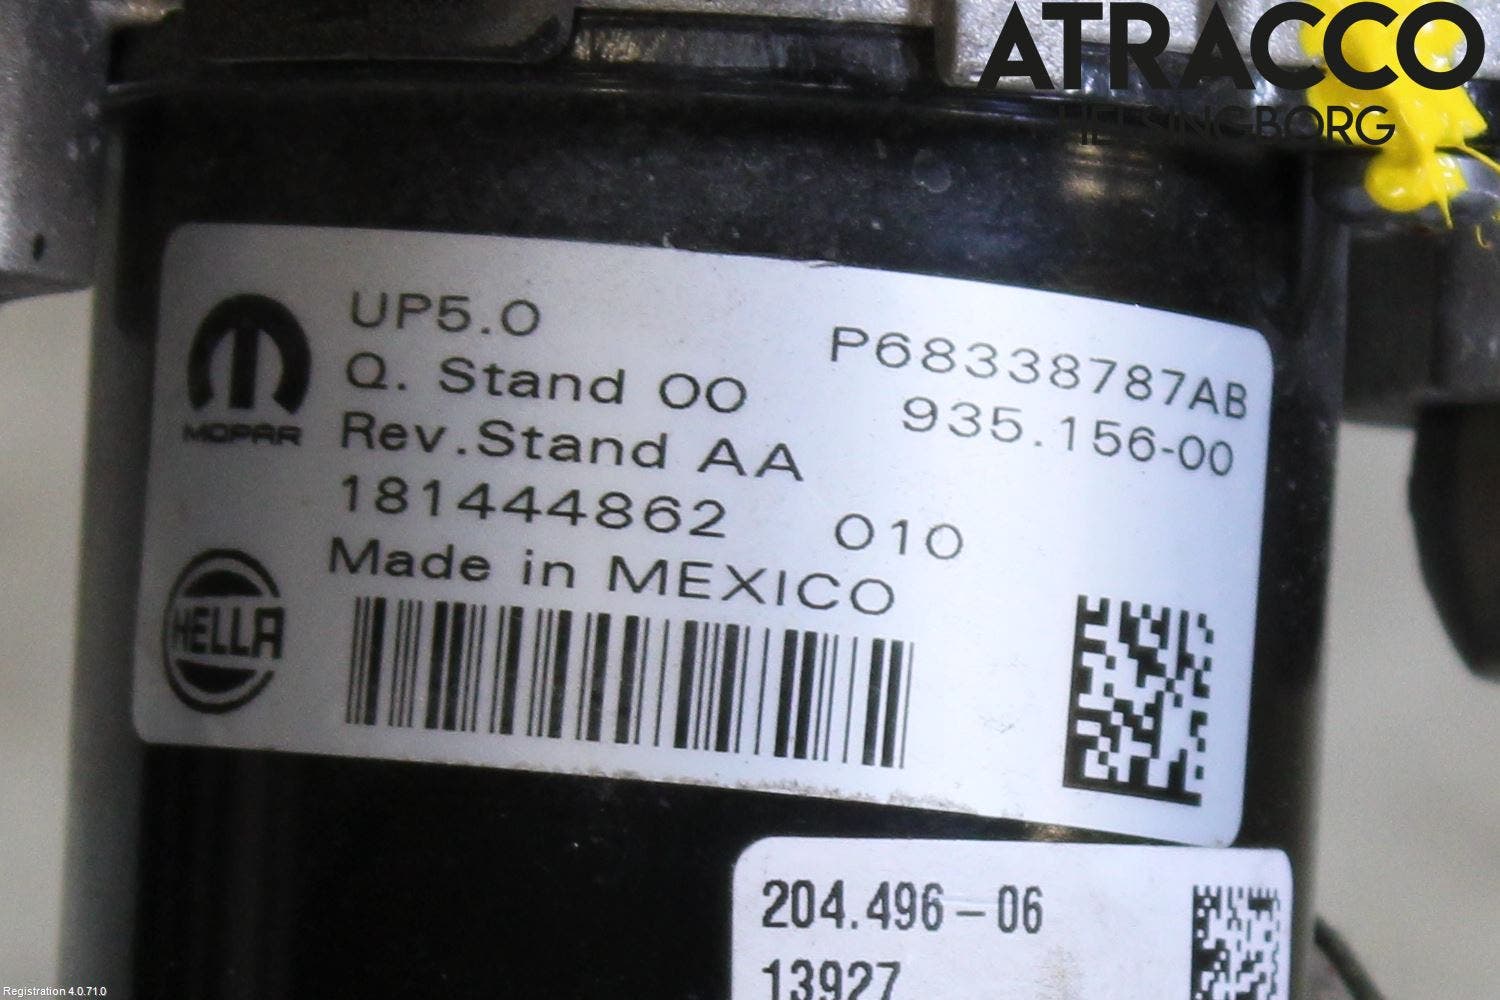 ATRACCO
HELSINGBORG
UP5.0
P68338787AB
Q. Stand 00
935.156-00
MOPAR
Rev.Stand AA
181444862 010
Made in MEXICO
HELLA
204.496-06
13927
Registration 4.0.71.0